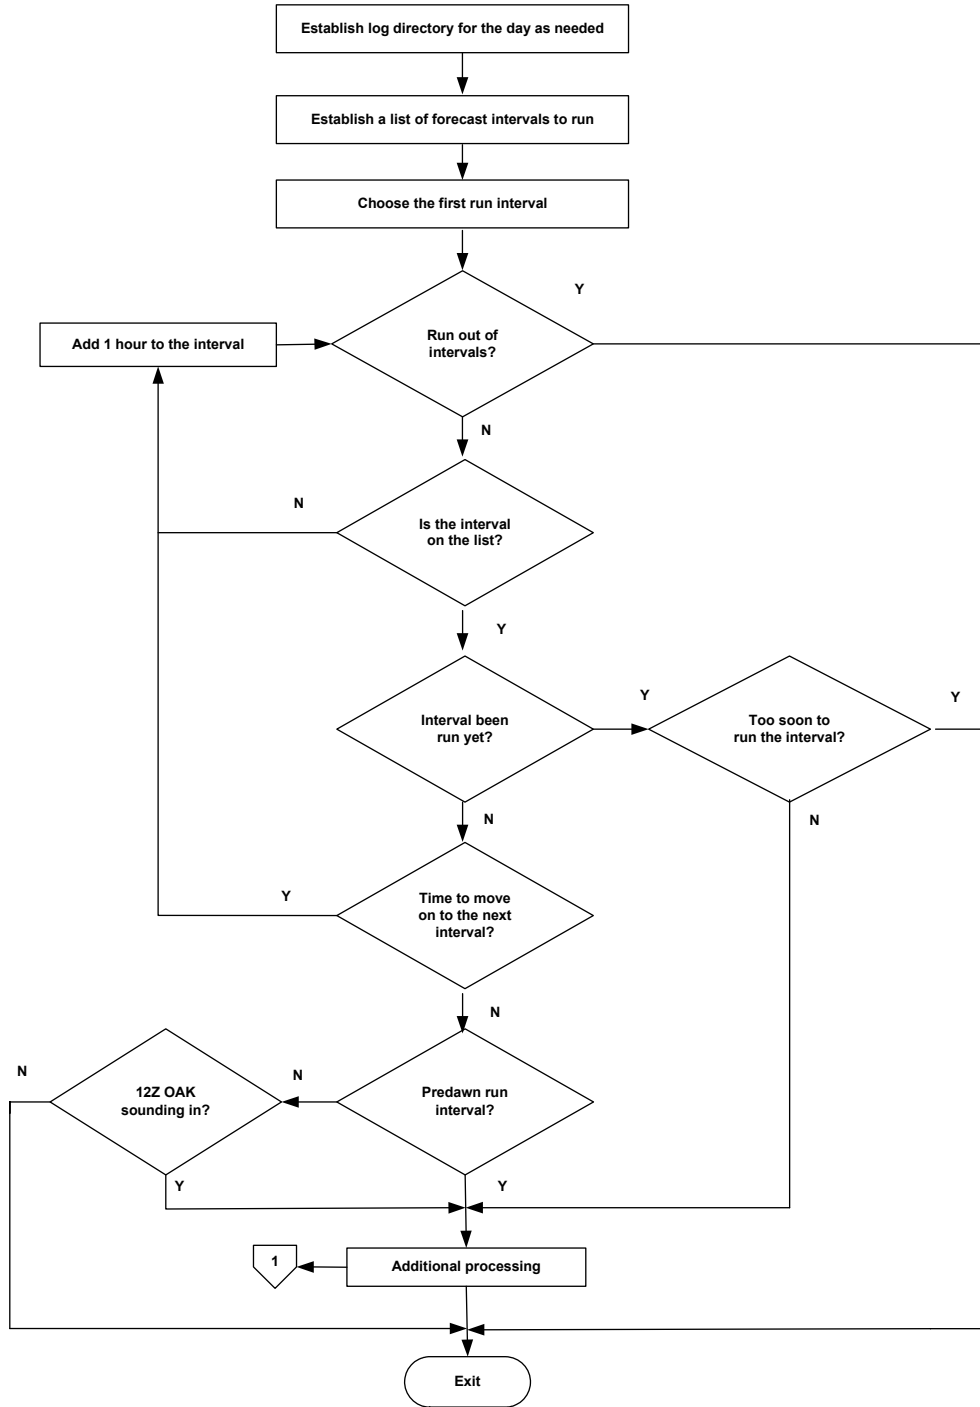 Establish log directory for the day as needed
Establish a list of forecast intervals to run
Choose the first run interval
Y
Add 1 hour to the interval
Run out of
intervals?
N
N
Is the interval
on the list?
Y
Interval been
run yet?
Y
Too soon to
run the interval?
Y
N
N
Y
Time to move
on to the next
interval?
N
N
12Z OAK
sounding in?
N
Predawn run
interval?
Y
Y
1
Additional processing
Exit